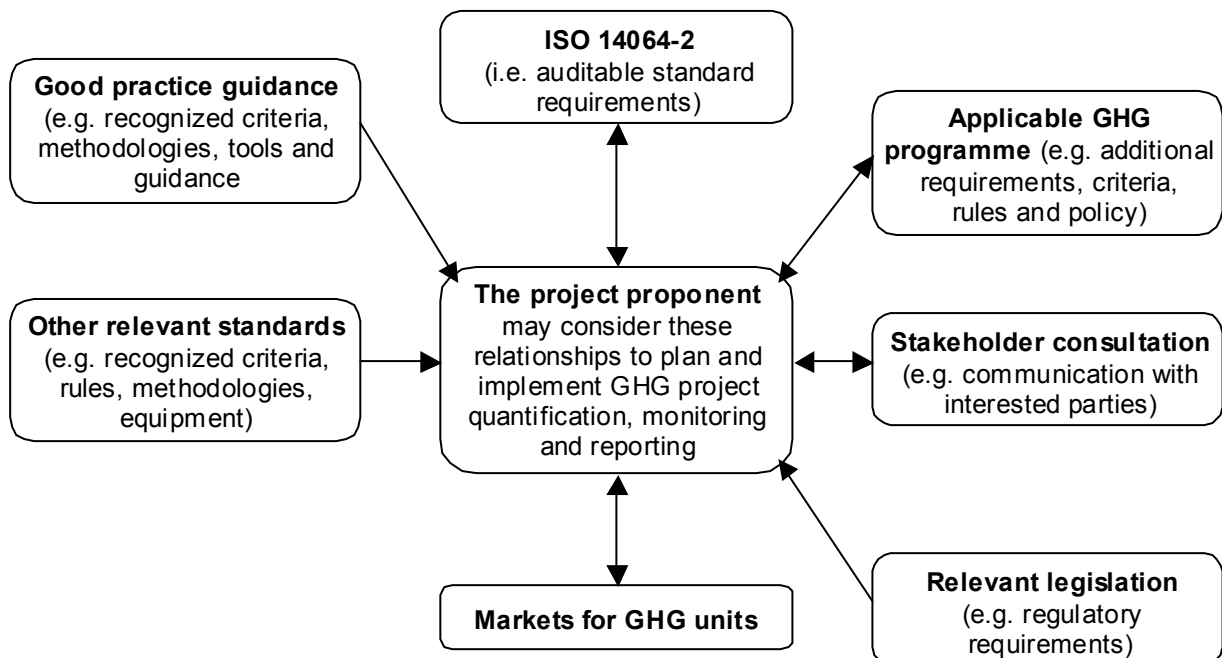 ISO 14064-2
(i.e. auditable standard
requirements)
Good practice guidance
(e.g. recognized criteria,
methodologies, tools and
guidance
Applicable GHG
programme (e.g. additional
requirements, criteria,
rules and policy)
The project proponent
may consider these
relationships to plan and
implement GHG project
quantification, monitoring
and reporting
Other relevant standards
(e.g. recognized criteria,
rules, methodologies,
equipment)
Stakeholder consultation
(e.g. communication with
interested parties)
Markets for GHG units
Relevant legislation
(e.g. regulatory
requirements)